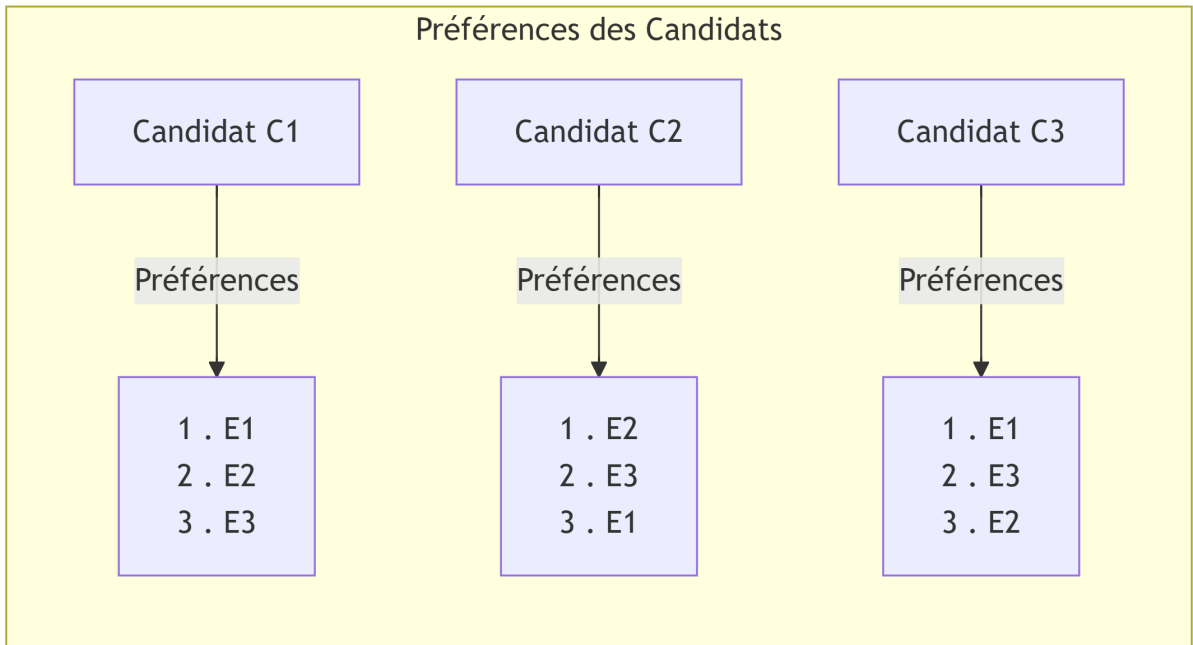 Préférences des Candidats
Candidat C1
Candidat C2
Candidat C3
Préférences
Préférences
Préférences
1 . E1
2 . E2
3 . E3
1 . E2
2 . E3
3 . E1
1 . E1
2 . E3
3 . E2